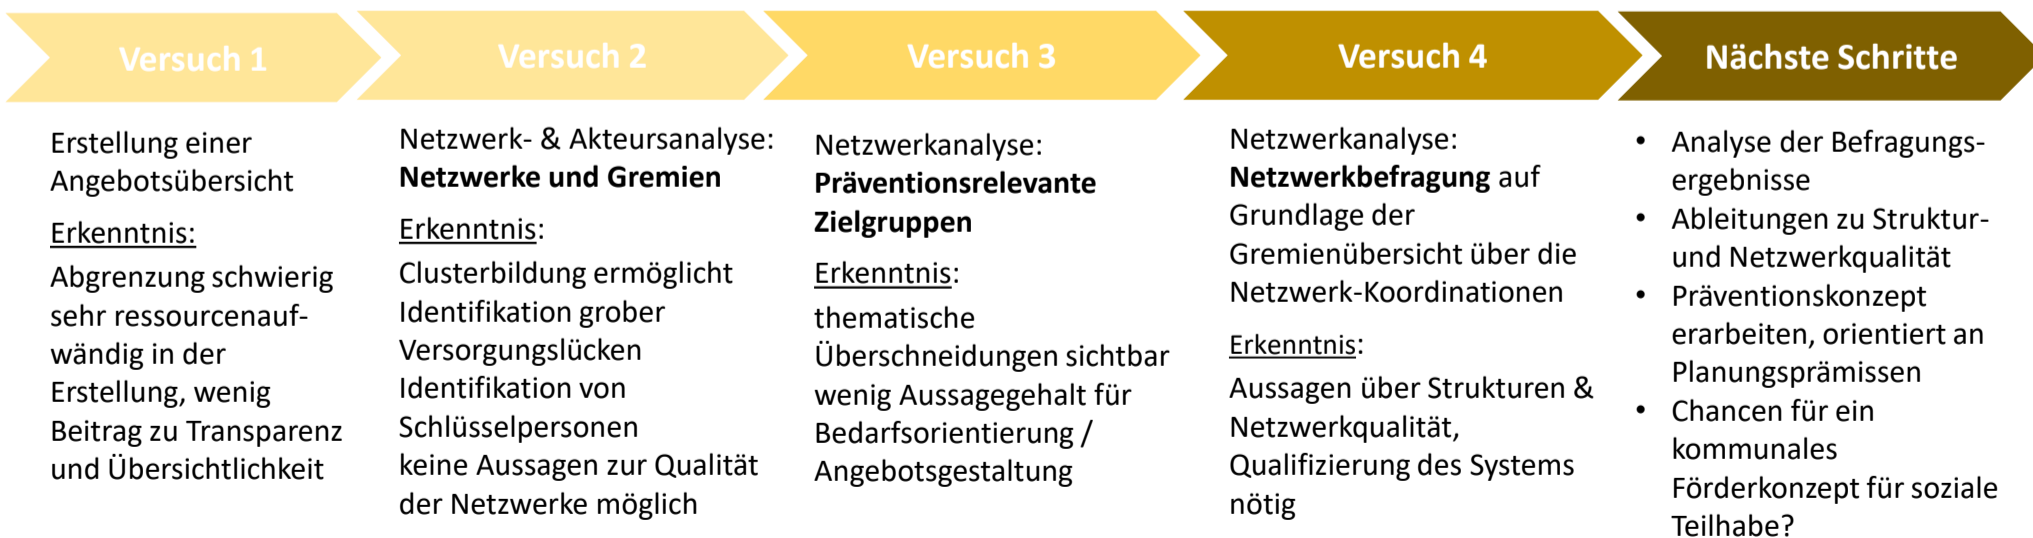 Versuch 1
Erstellung einer
Angebotsübersicht
Erkenntnis:
Abgrenzung schwierig
sehr ressourcenauf-
wändig in der
Erstellung, wenig
Beitrag zu Transparenz
und Übersichtlichkeit
Versuch 2
Netzwerk- & Akteursanalyse:
Netzwerke und Gremien
Erkenntnis:
Clusterbildung ermöglicht
Identifikation grober
Versorgungslücken
Identifikation von
Schlüsselpersonen
keine Aussagen zur Qualität
der Netzwerke möglich
Versuch 3
Netzwerkanalyse:
Präventionsrelevante
Zielgruppen
Erkenntnis:
thematische
Überschneidungen sichtbar
wenig Aussagegehalt für
Bedarfsorientierung /
Angebotsgestaltung
Versuch 4
Netzwerkanalyse:
Netzwerkbefragung auf
Grundlage der
Gremienübersicht über die
Netzwerk-Koordinationen
Erkenntnis:
Aussagen über Strukturen &
Netzwerkqualität,
Qualifizierung des Systems
nötig
Nächste Schritte
• Analyse der Befragungs-
ergebnisse
• Ableitungen zu Struktur-
und Netzwerkqualität
• Präventionskonzept
erarbeiten, orientiert an
Planungsprämissen
• Chancen für ein
kommunales
Förderkonzept für soziale
Teilhabe?